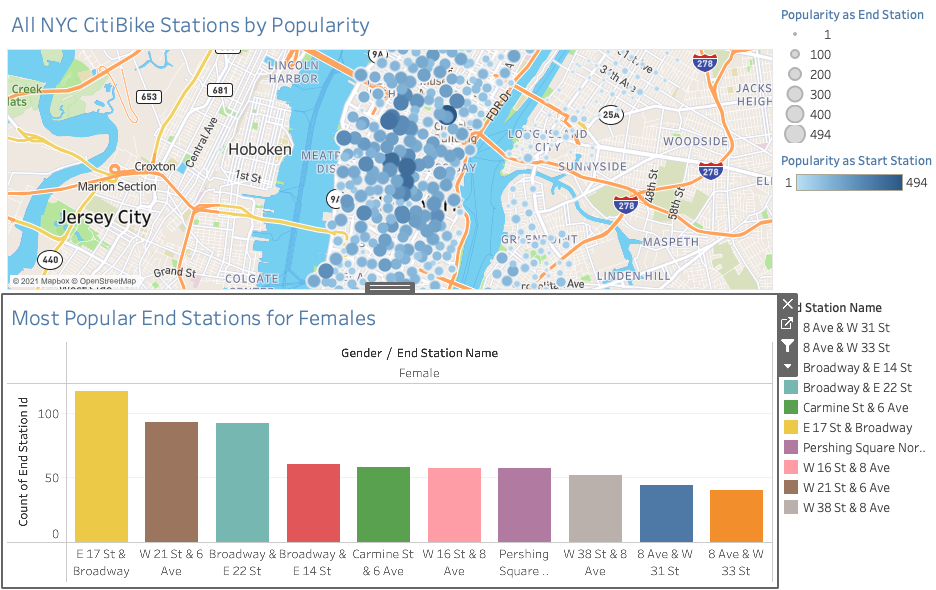 All NYC CitiBike Stations by Popularity
Popularity as End Station
1
100
200
300
400
494
Popularity as Start Station
1
494
LINCOLN
HARBOR
9A
278
Creek
653
681
Central Ave
Hoboken
1st St
Croxton
Marion Section
Jersey City
440
Grand St
COLGATE
© 2021 Mapbox © OpenStreetMap
FDR Dr
25A
JACKS
HEIGH
WOODSIDE
SUNNYSIDE
CITY
278
48th St
58th St
278
MASPETH
LINDEN HILL
Most Popular End Stations for Females
Gender / End Station Name
Female
Count of End Station Id
100
50
0
E 17 St &
Broadway
W 21 St & 6
Ave
Broadway &
E 22 St
Broadway &
E 14 St
Carmine St
& 6 Ave
W 16 St & 8
Ave
Pershing
Square ..
W 38 St & 8
Ave
8 Ave & W
31 St
8 Ave & W
33 St
d Station Name
8 Ave & W 31 St
8 Ave & W 33 St
Broadway & E 14 St
Broadway & E 22 St
Carmine St & 6 Ave
E 17 St & Broadway
Pershing Square Nor..
W 16 St & 8 Ave
W 21 St & 6 Ave
W 38 St & 8 Ave